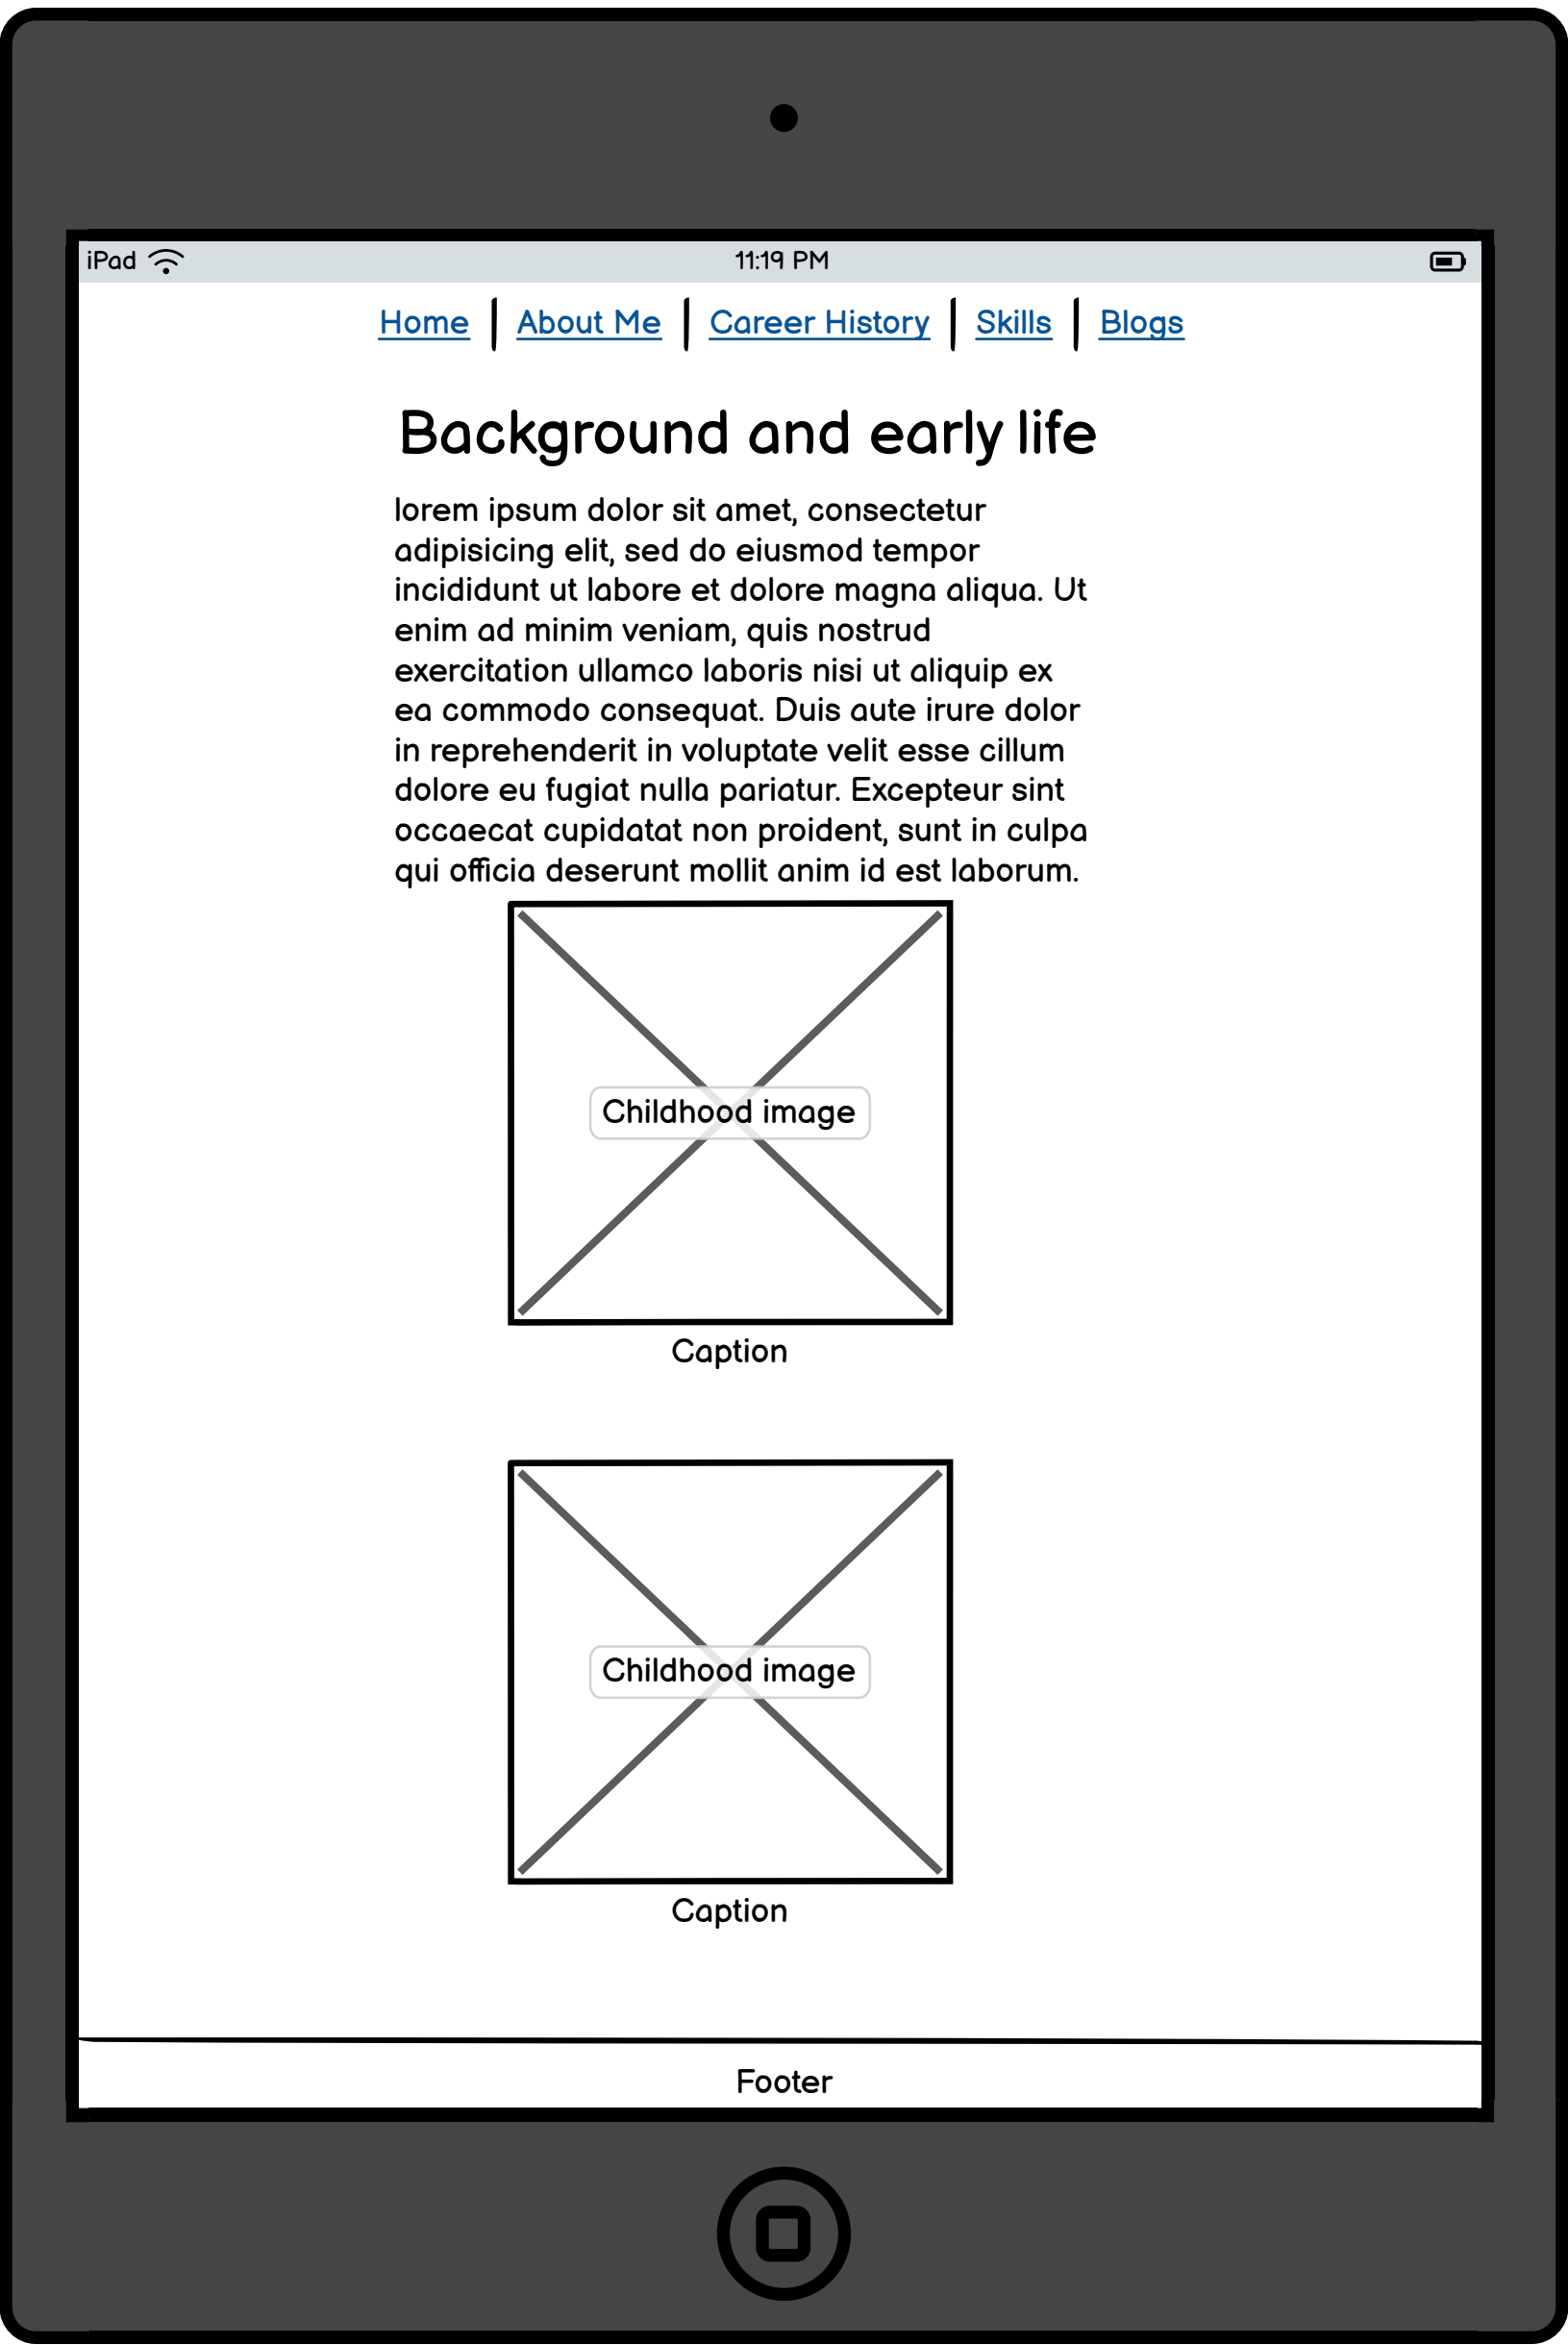 iPad 11:19 PM
Home | About Me | Career History | Skills | Blogs
Background and early life
lorem ipsum dolor sit amet, consectetur
adipisicing elit, sed do eiusmod tempor
incididunt ut labore et dolore magna aliqua. Ut
enim ad minim veniam, quis nostrud
exercitation ullamco laboris nisi ut aliquip ex
ea commodo consequat. Duis aute irure dolor
in reprehenderit in voluptate velit esse cillum
dolore eu fugiat nulla pariatur. Excepteur sint
occaecat cupidatat non proident, sunt in culpa
qui officia deserunt mollit anim id est laborum.
Childhood image
Caption
Childhood image
Caption
Footer